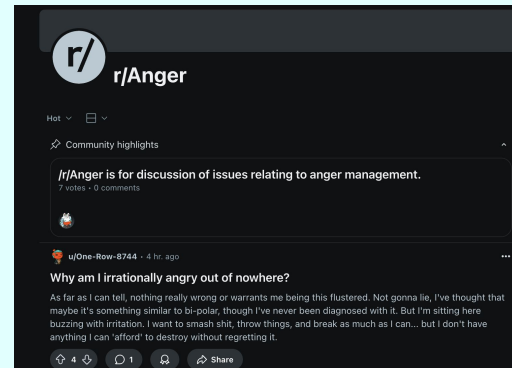 r/
r/Anger
Hot
Community highlights
/r/Anger is for discussion of issues relating to anger management.
7 votes • 0 comments
u/One-Row-8744 • 4 hr. ago
Why am I irrationally angry out of nowhere?
As far as I can tell, nothing really wrong or warrants me being this flustered. Not gonna lie, I've thought that
maybe it's something similar to bi-polar, though I've never been diagnosed with it. But I'm sitting here
buzzing with irritation. I want to smash shit, throw things, and break as much as I can... but I don't have
anything I can 'afford' to destroy without regretting it.
4 1 Share